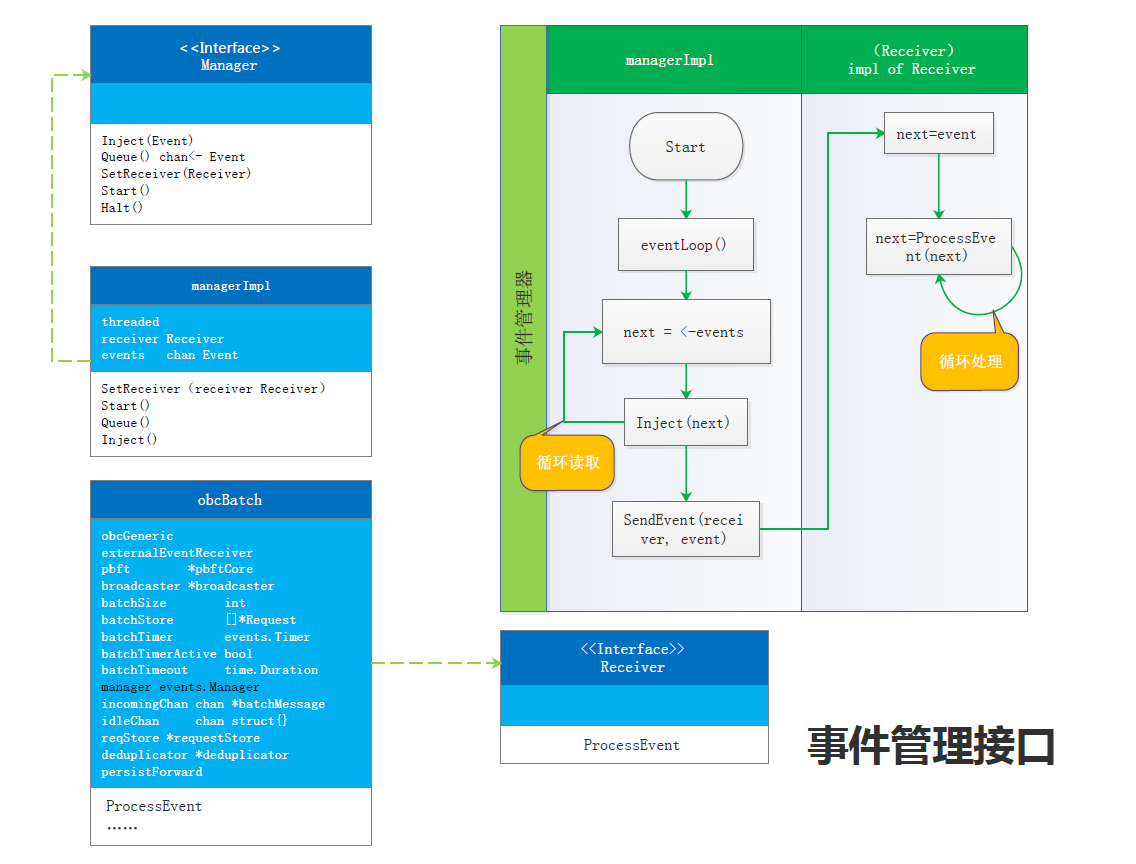 <<Interface>>
Manager
Inject(Event)
Queue() chan<- Event
SetReceiver(Receiver)
Start()
Halt()
managerImpl
threaded
receiver Receiver
events chan Event
SetReceiver（receiver Receiver）
Start()
Queue()
Inject()
obcBatch
obcGeneric
externalEventReceiver
pbft *pbftCore
broadcaster *broadcaster
batchSize int
batchStore []*Request
batchTimer events.Timer
batchTimerActive bool
batchTimeout time.Duration
manager events.Manager
incomingChan chan *batchMessage
idleChan chan struct{}
reqStore *requestStore
deduplicator *deduplicator
persistForward
ProcessEvent
……
事件管理器
managerImpl
（Receiver）
impl of Receiver
Start
eventLoop()
next = <-events
Inject(next)
循环读取
SendEvent(recei
ver, event)
next=event
next=ProcessEve
nt(next)
循环处理
<<Interface>>
Receiver
ProcessEvent
事件管理接口